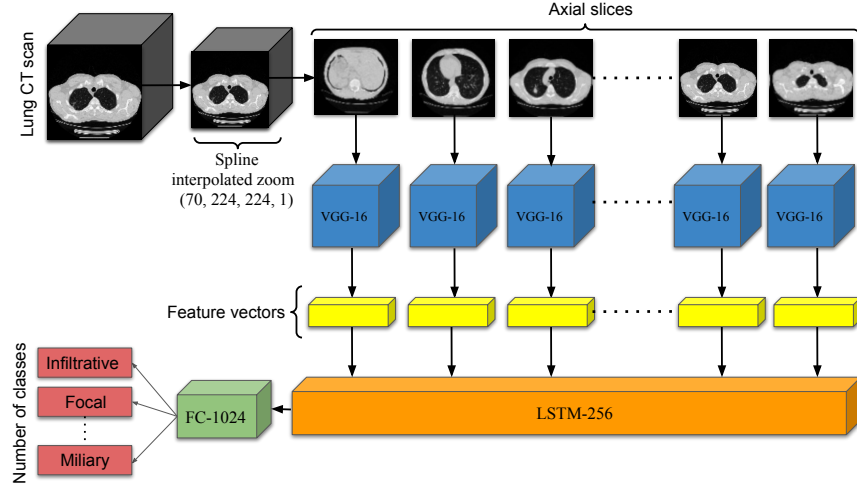 Axial slices
Lung CT scan
Spline
interpolated zoom
(70, 224, 224, 1)
VGG-16
VGG-16
VGG-16
VGG-16
VGG-16
Feature vectors
Number of classes
Infiltrative
Focal
Miliary
FC-1024
LSTM-256